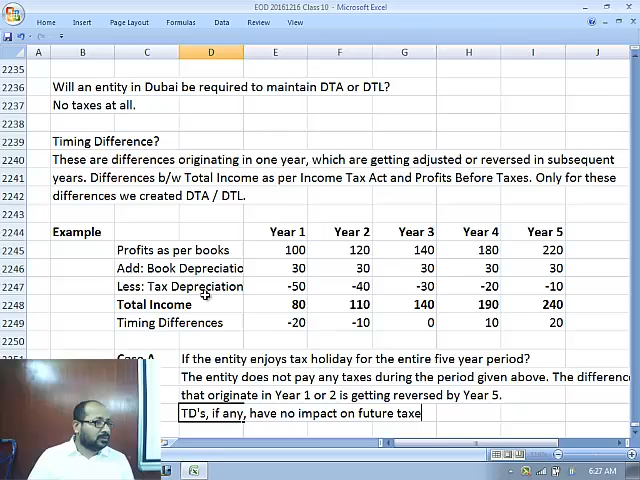 EOD 20161216 Class 10 - Microsoft Excel
Home Insert Page Layout Formulas Data Review View
A B C D E F G H I J
2235
2236 Will an entity in Dubai be required to maintain DTA or DTL?
2237 No taxes at all.
2238
2239 Timing Difference?
2240 These are differences originating in one year, which are getting adjusted or reversed in subsequent
2241 years. Differences b/w Total Income as per Income Tax Act and Profits Before Taxes. Only for these
2242 differences we created DTA / DTL.
2243
2244 Example Year 1 Year 2 Year 3 Year 4 Year 5
2245 Profits as per books 100 120 140 180 220
2246 Add: Book Depreciatio 30 30 30 30 30
2247 Less: Tax Depreciation -50 -40 -30 -20 -10
2248 Total Income 80 110 140 190 240
2249 Timing Differences -20 -10 0 10 20
2250
2251 Case A If the entity enjoys tax holiday for the entire five year period?
The entity does not pay any taxes during the period given above. The difference
that originate in Year 1 or 2 is getting reversed by Year 5.
TD's, if any, have no impact on future taxe
6:27 AM